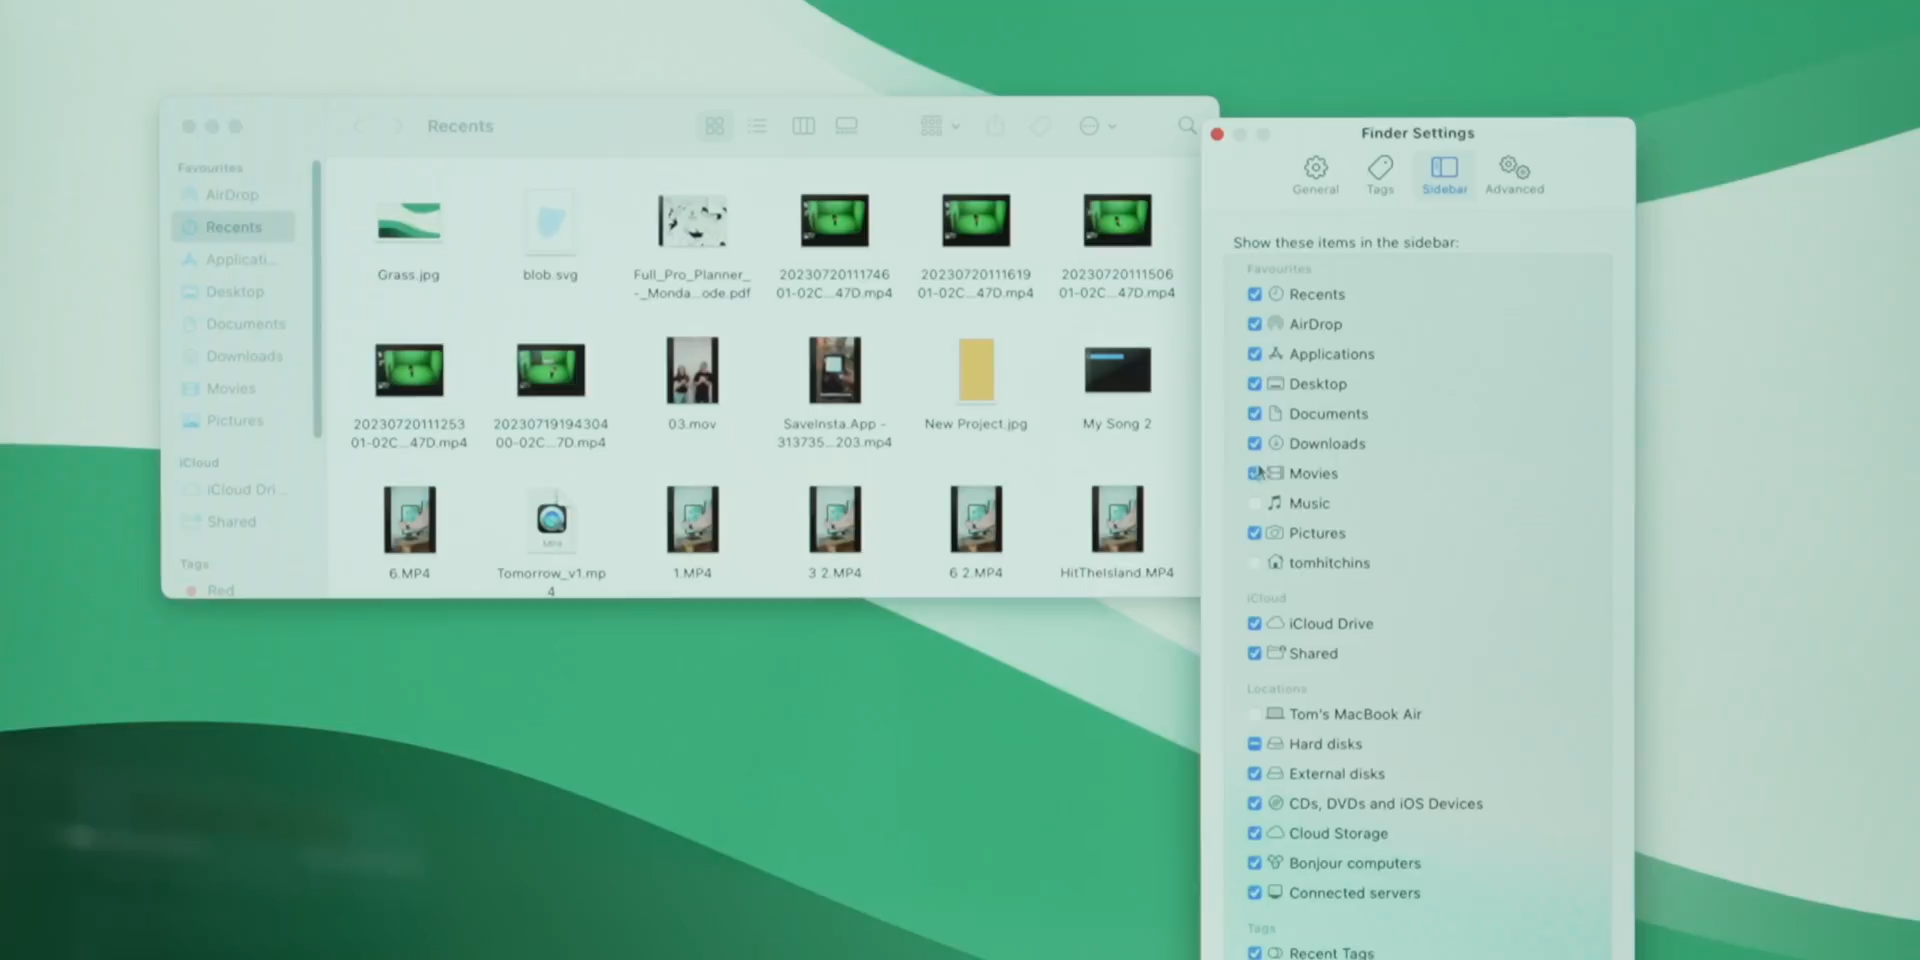 Recents
Favourites
AirDrop
Recents
Applicati...
Desktop
Documents
Downloads
Movies
Pictures
iCloud
iCloud Dri...
Shared
Tags
Red
Grass.jpg
blob.svg
Full_Pro_Planner_
-_Monda...ode.pdf
20230720111746
01-02C...47D.mp4
20230720111619
01-02C...47D.mp4
20230720111506
01-02C...47D.mp4
20230720111253
01-02C...47D.mp4
20230719194304
00-02C...7D.mp4
03.mov
SaveInsta.App -
313735...203.mp4
New Project.jpg
My Song 2
6.MP4
MP4
Tomorrow_v1.mp
4
1.MP4
3 2.MP4
6 2.MP4
HitTheIsland.MP4
Finder Settings
General
Tags
Sidebar
Advanced
Show these items in the sidebar:
Favourites
Recents
AirDrop
Applications
Desktop
Documents
Downloads
Movies
Music
Pictures
tomhitchins
iCloud
iCloud Drive
Shared
Locations
Tom's MacBook Air
Hard disks
External disks
CDs, DVDs and iOS Devices
Cloud Storage
Bonjour computers
Connected servers
Tags
Recent Tags